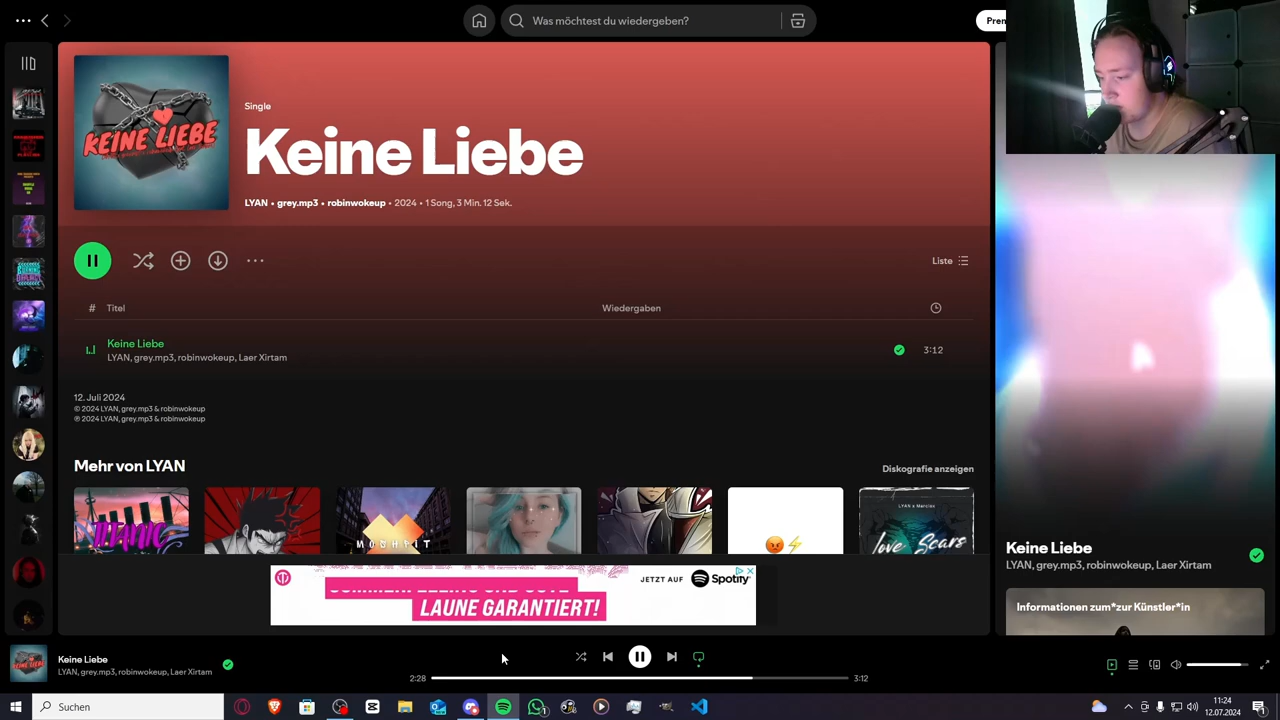 Was möchtest du wiedergeben?
Pren
KEINE LIEBE
Single
Keine Liebe
LYAN • grey.mp3 • robinwokeup • 2024 • 1 Song, 3 Min. 12 Sek.
Liste
# Titel Wiedergaben
Keine Liebe
LYAN, grey.mp3, robinwokeup, Laer Xirtam
3:12
12. Juli 2024
© 2024 LYAN, grey.mp3 & robinwokeup
℗ 2024 LYAN, grey.mp3 & robinwokeup
Mehr von LYAN
Diskografie anzeigen
TITANIC
MOSHPIT
LYAN x Marcles
love Scars
LAUNE GARANTIERT!
JETZT AUF Spotify
Keine Liebe
LYAN, grey.mp3, robinwokeup, Laer Xirtam
Informationen zum*zur Künstler*in
Keine Liebe
LYAN, grey.mp3, robinwokeup, Laer Xirtam
2:28
3:12
Suchen
11:24
12.07.2024